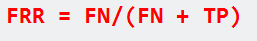 FRR = FN/(FN + TP)